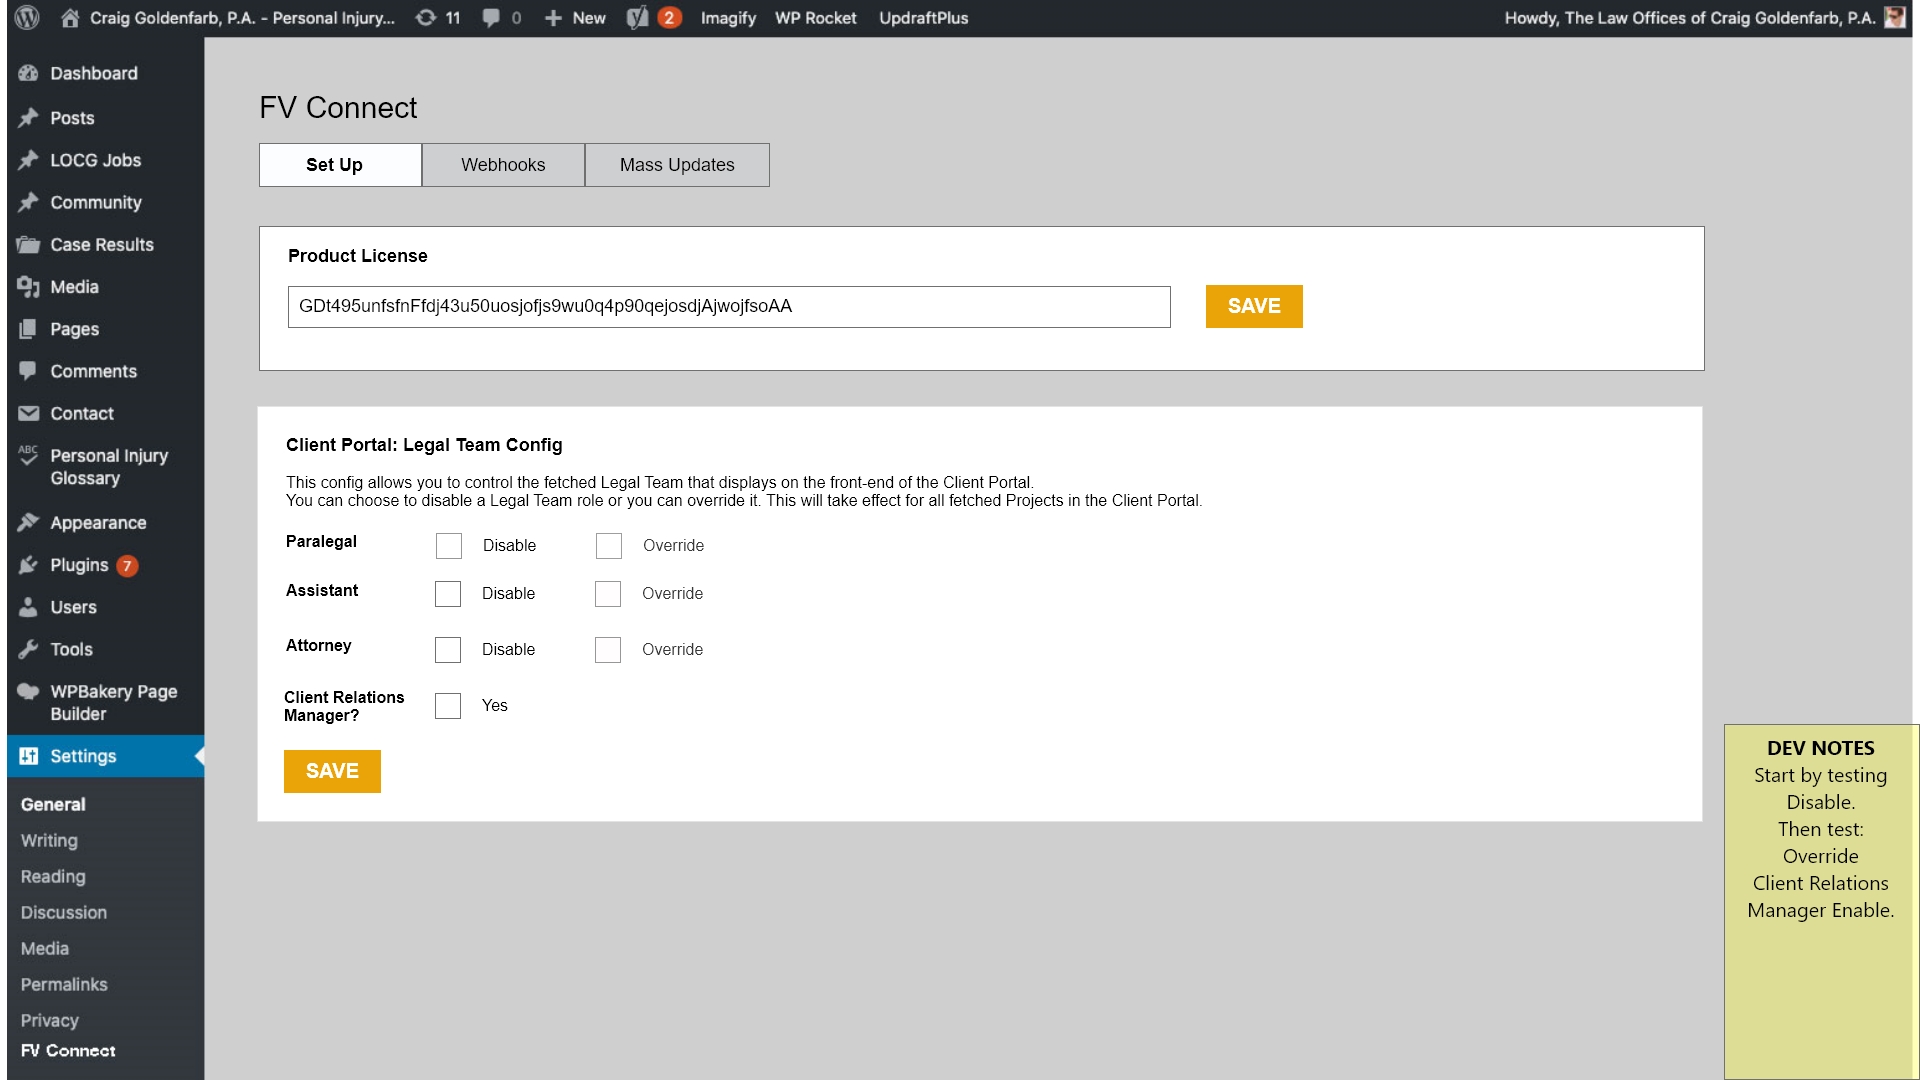 Craig Goldenfarb, P.A. - Personal Injury... 11 0 New 2 Imagify WP Rocket UpdraftPlus Howdy, The Law Offices of Craig Goldenfarb, P.A.
Dashboard
Posts
LOCG Jobs
Community
Case Results
Media
Pages
Comments
Contact
ABC
Personal Injury
Glossary
Appearance
Plugins 7
Users
Tools
WPBakery Page
Builder
Settings
General
Writing
Reading
Discussion
Media
Permalinks
Privacy
FV Connect
FV Connect
Set Up Webhooks Mass Updates
Product License
GDt495unfsfnFfdj43u50uosjofjs9wu0q4p90qejosdjAjwojfsoAA SAVE
Client Portal: Legal Team Config
This config allows you to control the fetched Legal Team that displays on the front-end of the Client Portal.
You can choose to disable a Legal Team role or you can override it. This will take effect for all fetched Projects in the Client Portal.
Paralegal Disable Override
Assistant Disable Override
Attorney Disable Override
Client Relations
Manager? Yes
SAVE
DEV NOTES
Start by testing
Disable.
Then test:
Override
Client Relations
Manager Enable.